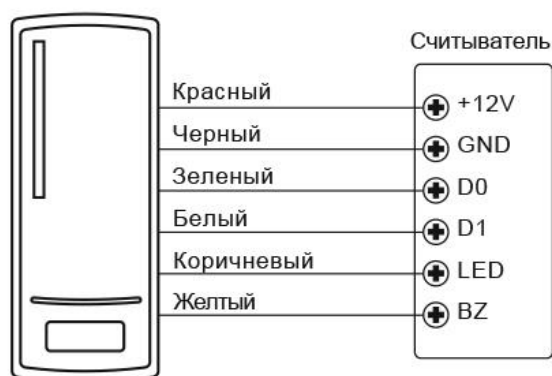 Считыватель
Красный +12V
Черный GND
Зеленый D0
Белый D1
Коричневый LED
Желтый BZ